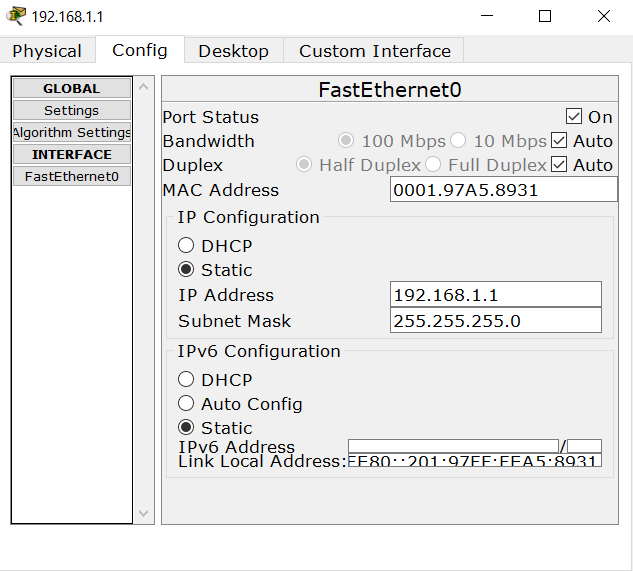 192.168.1.1
Physical Config Desktop Custom Interface
GLOBAL
Settings
Algorithm Settings
INTERFACE
FastEthernet0
FastEthernet0
Port Status On
Bandwidth 100 Mbps 10 Mbps Auto
Duplex Half Duplex Full Duplex Auto
MAC Address 0001.97A5.8931
IP Configuration
DHCP
Static
IP Address 192.168.1.1
Subnet Mask 255.255.255.0
IPv6 Configuration
DHCP
Auto Config
Static
IPv6 Address /
Link Local Address: FE80::201:97FF:FEA5:8931